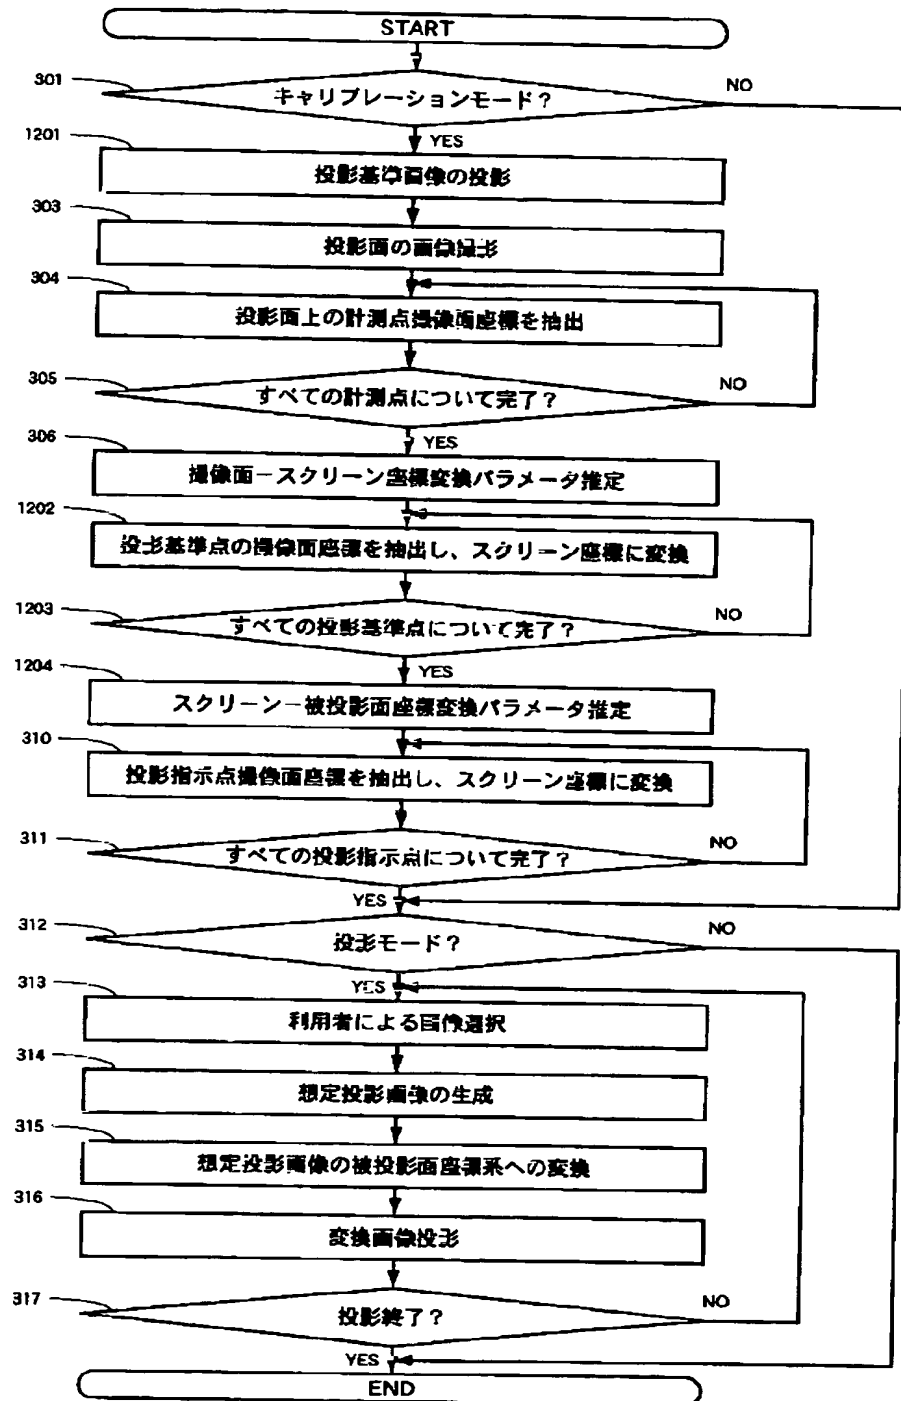 START
301
キャリブレーションモード?
NO
YES
1201
投影基準画像の投影
303
投影面の画像撮影
304
投影面上の計測点撮像面座標を抽出
305
すべての計測点について完了?
NO
YES
306
撮像面-スクリーン座標変換パラメータ推定
1202
投影基準点の撮像面座標を抽出し、スクリーン座標に変換
1203
すべての投影基準点について完了?
NO
YES
1204
スクリーン-被投影面座標変換パラメータ推定
310
投影指示点撮像面座標を抽出し、スクリーン座標に変換
311
すべての投影指示点について完了?
NO
YES
312
投影モード?
NO
YES
313
利用者による画像選択
314
想定投影画像の生成
315
想定投影画像の被投影面座標系への変換
316
変換画像投影
317
投影終了?
NO
YES
END